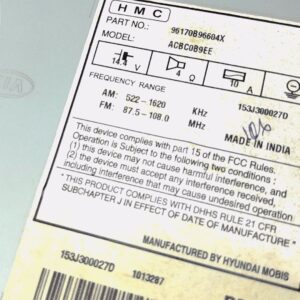 HMC
PART NO.: 96170B96604X
MODEL: ACBC0B9EE
14 V 4 Ω 10 A
FREQUENCY RANGE
AM: 522 - 1620 KHz
FM: 87.5 - 108.0 MHz
153J300027D
MADE IN INDIA
This device complies with part 15 of the FCC Rules.
Operation is Subject to the following two conditions :
(1) this device may not cause harmful interference, and
(2) the device must accept any interference received,
including interference that may cause undesired operation
* THIS PRODUCT COMPLIES WITH DHHS RULE 21 CFR
SUBCHAPTER J IN EFFECT OF DATE OF MANUFACTURE *
MANUFACTURED BY HYUNDAI MOBIS
153J300027D
1013287
KIA